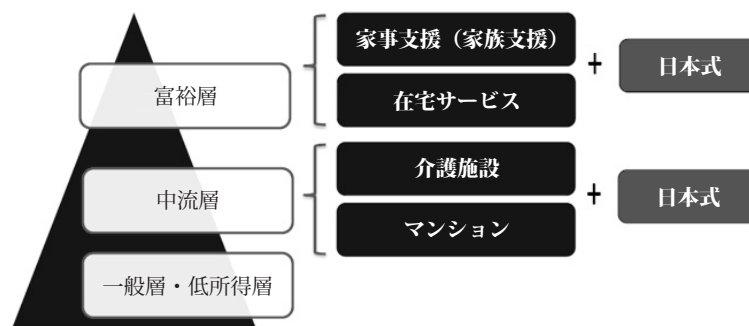 家事支援（家族支援）
富裕層
在宅サービス
+
日本式
介護施設
中流層
マンション
+
日本式
一般層・低所得層